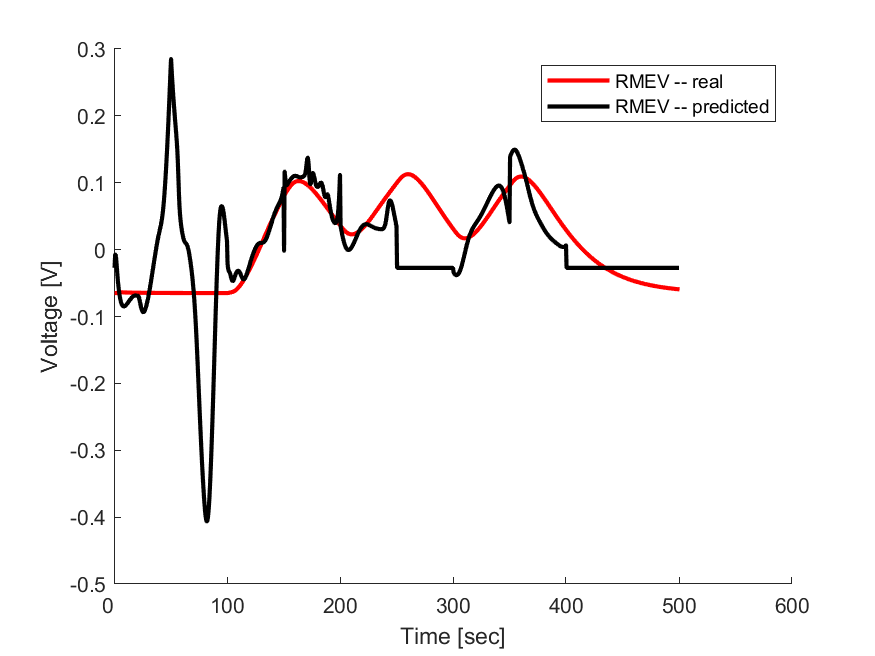 0.3
0.2
0.1
0
-0.1
-0.2
-0.3
-0.4
-0.5
Voltage [V]
RMEV -- real
RMEV -- predicted
0 100 200 300 400 500 600
Time [sec]